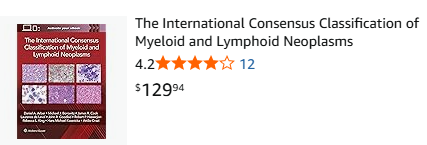 The International Consensus
Classification of Myeloid and
Lymphoid Neoplasms
The International Consensus Classification of
Myeloid and Lymphoid Neoplasms
4.2 12
$129.94